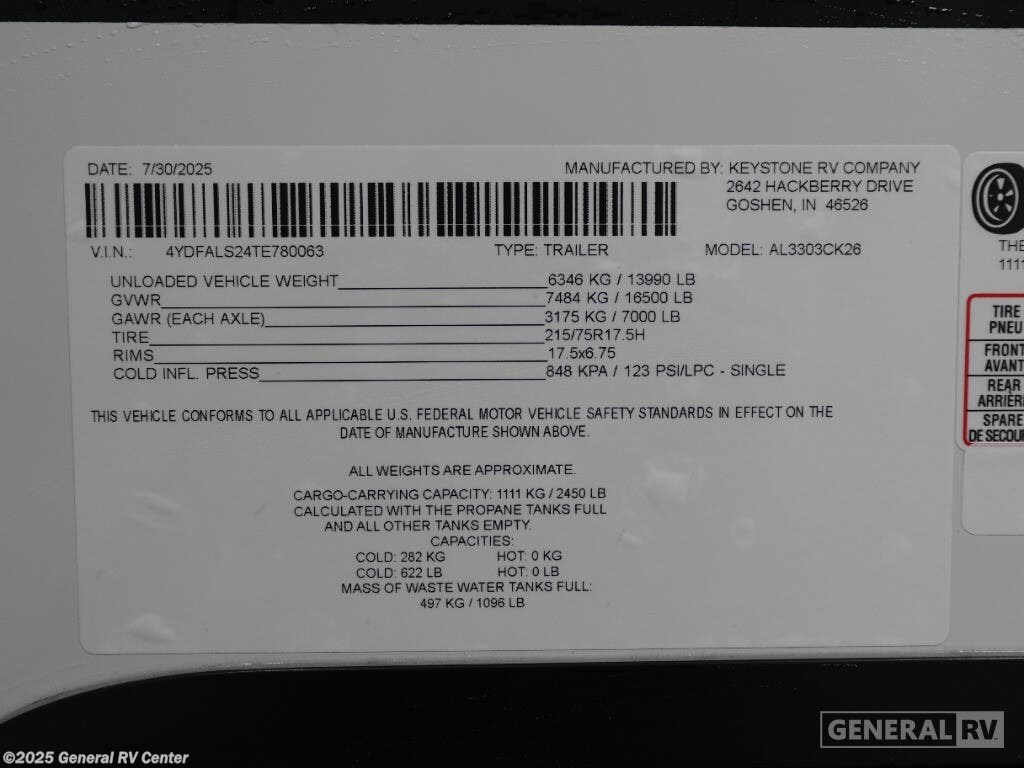 DATE: 7/30/2025
MANUFACTURED BY: KEYSTONE RV COMPANY
2642 HACKBERRY DRIVE
GOSHEN, IN 46526
V.I.N.: 4YDFALS24TE780063 TYPE: TRAILER MODEL: AL3303CK26
UNLOADED VEHICLE WEIGHT 6346 KG / 13990 LB
GVWR 7484 KG / 16500 LB
GAWR (EACH AXLE) 3175 KG / 7000 LB
TIRE 215/75R17.5H
RIMS 17.5x6.75
COLD INFL. PRESS 848 KPA / 123 PSI/LPC - SINGLE
THIS VEHICLE CONFORMS TO ALL APPLICABLE U.S. FEDERAL MOTOR VEHICLE SAFETY STANDARDS IN EFFECT ON THE
DATE OF MANUFACTURE SHOWN ABOVE.
ALL WEIGHTS ARE APPROXIMATE.
CARGO-CARRYING CAPACITY: 1111 KG / 2450 LB
CALCULATED WITH THE PROPANE TANKS FULL
AND ALL OTHER TANKS EMPTY.
CAPACITIES:
COLD: 282 KG HOT: 0 KG
COLD: 622 LB HOT: 0 LB
MASS OF WASTE WATER TANKS FULL:
497 KG / 1096 LB
THE
1111
TIRE
PNEU
FRONT
AVANT
REAR
ARRIÈRE
SPARE
DE SECOU
GENERAL RV
©2025 General RV Center